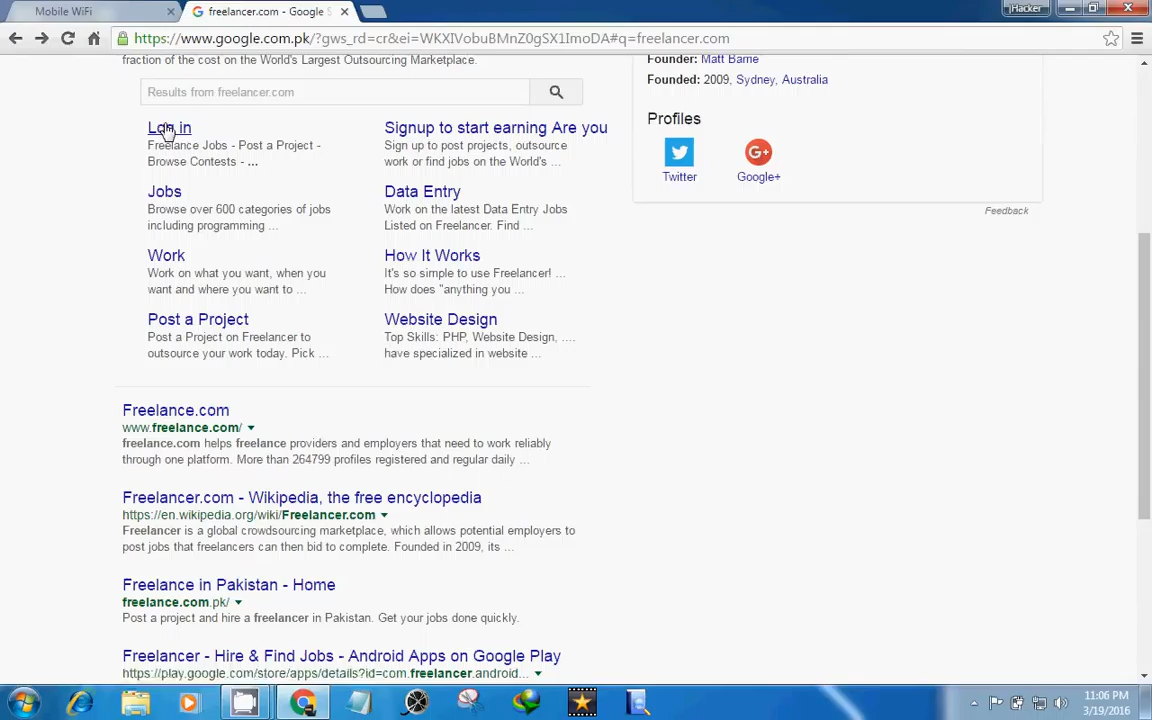 Mobile WiFi
freelancer.com - Google S
jHacker
https://www.google.com.pk/?gws_rd=cr&ei=WKXIVobuBMnZ0gSX1ImoDA#q=freelancer.com
fraction of the cost on the World's Largest Outsourcing Marketplace.
Founder: Matt Barrie
Founded: 2009, Sydney, Australia
Results from freelancer.com
Profiles
Twitter
Google+
Feedback
Log in
Freelance Jobs - Post a Project -
Browse Contests - ...
Signup to start earning Are you
Sign up to post projects, outsource
work or find jobs on the World's ...
Jobs
Browse over 600 categories of jobs
including programming ...
Data Entry
Work on the latest Data Entry Jobs
Listed on Freelancer. Find ...
Work
Work on what you want, when you
want and where you want to ...
How It Works
It's so simple to use Freelancer! ...
How does "anything you ...
Post a Project
Post a Project on Freelancer to
outsource your work today. Pick ...
Website Design
Top Skills: PHP, Website Design, ....
have specialized in website ...
Freelance.com
www.freelance.com/
freelance.com helps freelance providers and employers that need to work reliably
through one platform. More than 264799 profiles registered and regular daily ...
Freelancer.com - Wikipedia, the free encyclopedia
https://en.wikipedia.org/wiki/Freelancer.com
Freelancer is a global crowdsourcing marketplace, which allows potential employers to
post jobs that freelancers can then bid to complete. Founded in 2009, its ...
Freelance in Pakistan - Home
freelance.com.pk/
Post a project and hire a freelancer in Pakistan. Get your jobs done quickly.
Freelancer - Hire & Find Jobs - Android Apps on Google Play
https://play.google.com/store/apps/details?id=com.freelancer.android...
11:06 PM
3/19/2016